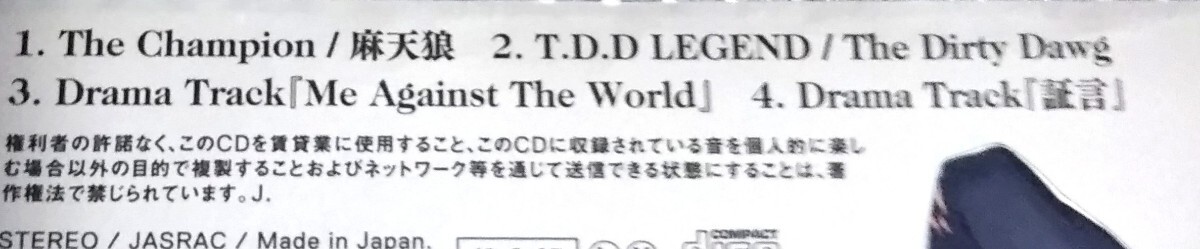 1. The Champion / 麻天狼 2. T.D.D LEGEND / The Dirty Dawg
3. Drama Track『Me Against The World』 4. Drama Track『証言』
権利者の許諾なく、このCDを賃貸業に使用すること、このCDに収録されている音を個人的に楽し
む場合以外の目的で複製することおよびネットワーク等を通じて送信できる状態にすることは、著
作権法で禁じられています。J.
STEREO / JASRAC / Made in Japan.
COMPACT